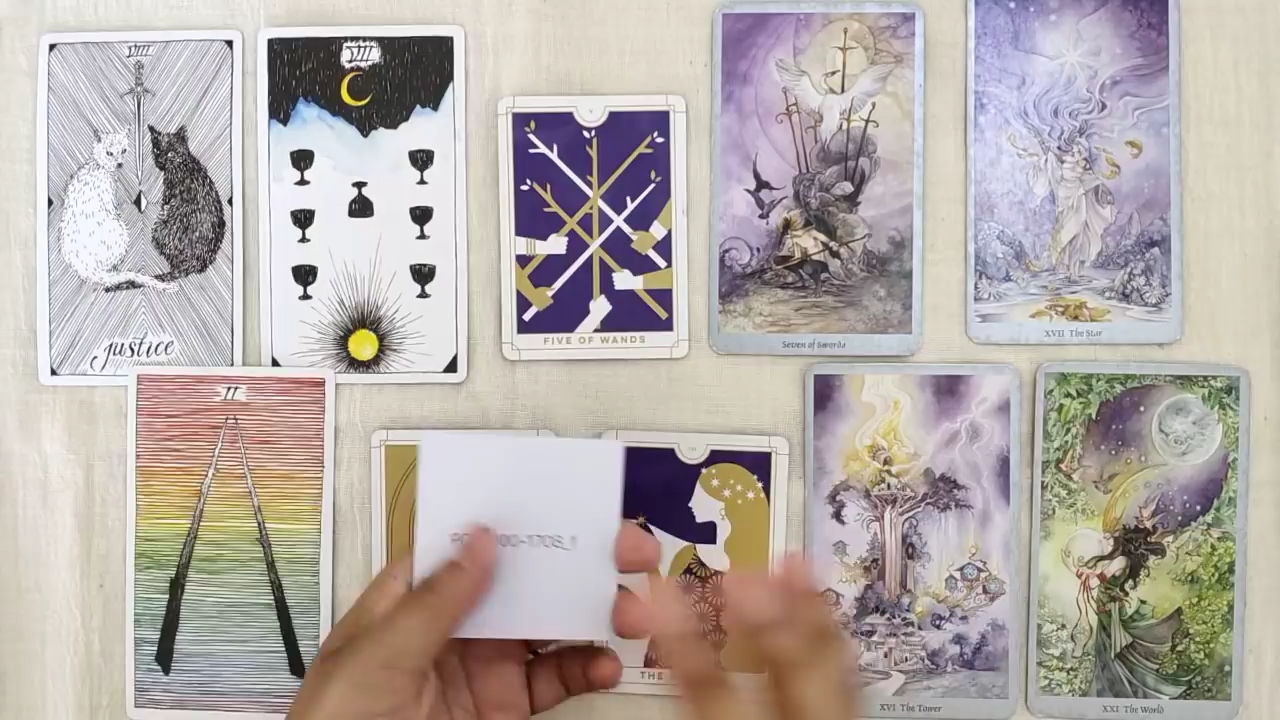 VIII
justice
VII
V
FIVE OF WANDS
Seven of Swords
XVII The Star
II
THE
XVI The Tower
XXI The World